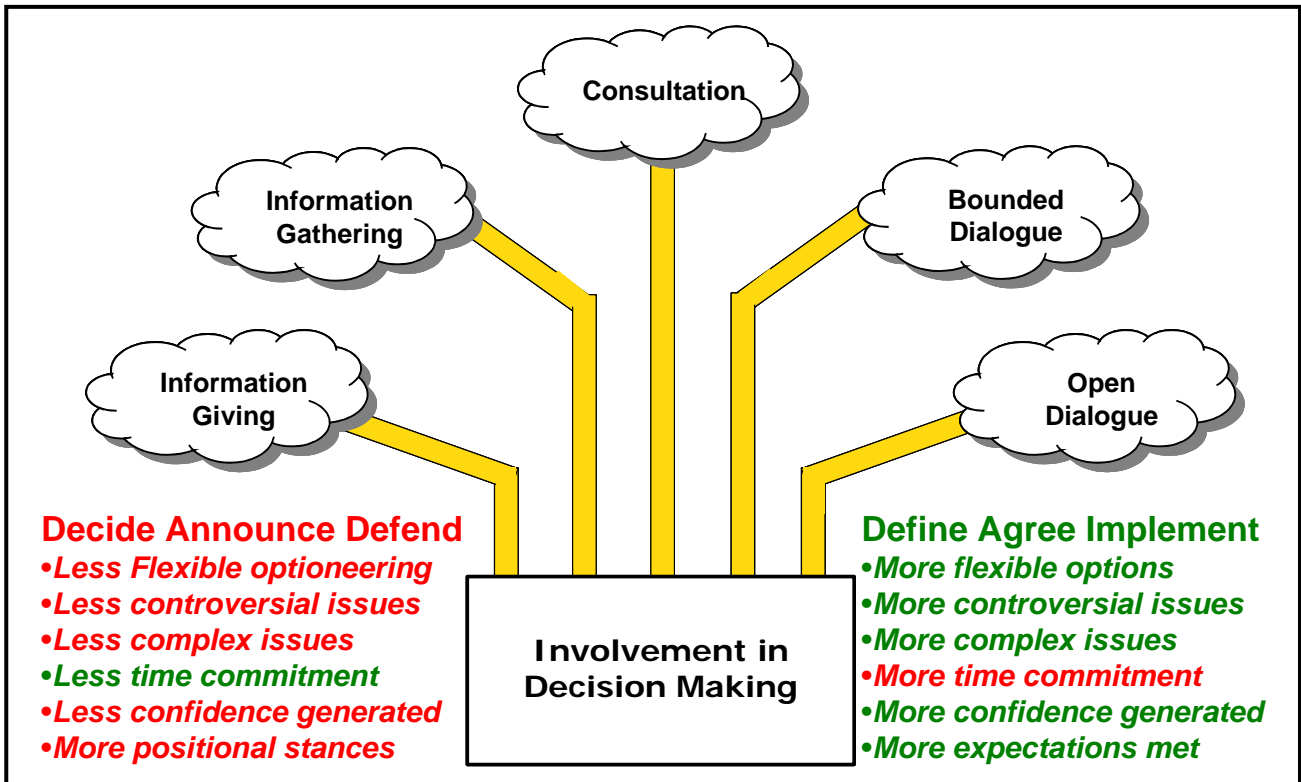 Consultation
Information
Gathering
Bounded
Dialogue
Information
Giving
Open
Dialogue
Decide Announce Defend
•Less Flexible optioneering
•Less controversial issues
•Less complex issues
•Less time commitment
•Less confidence generated
•More positional stances
Involvement in
Decision Making
Define Agree Implement
•More flexible options
•More controversial issues
•More complex issues
•More time commitment
•More confidence generated
•More expectations met